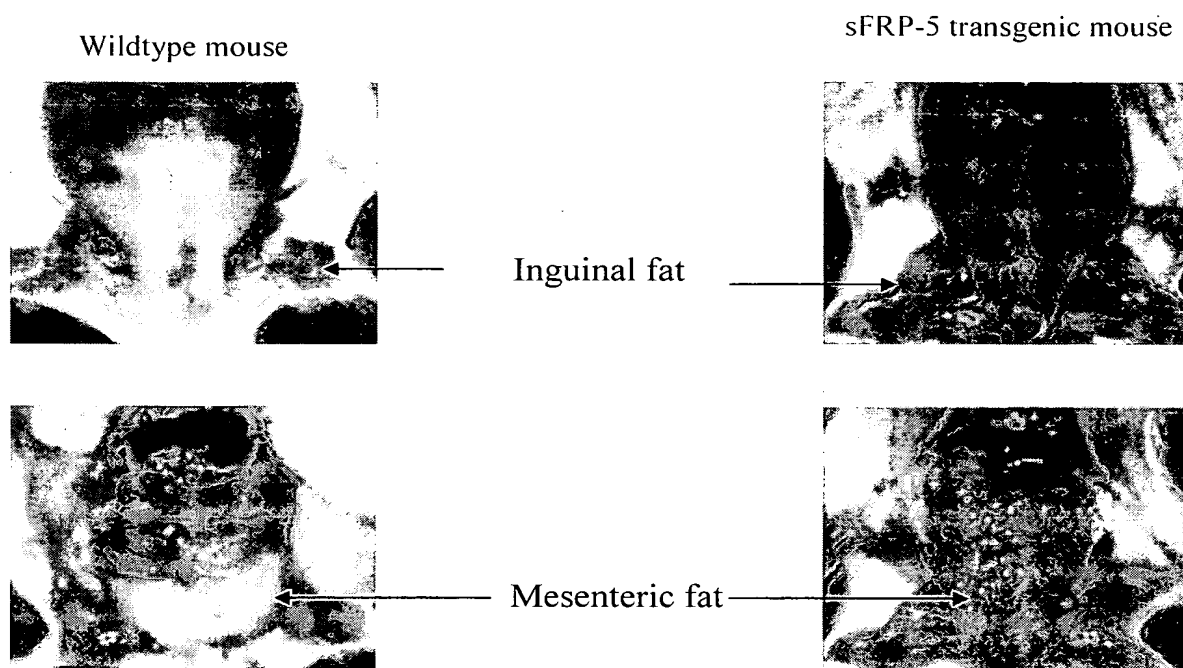 Wildtype mouse
sFRP-5 transgenic mouse
Inguinal fat
Mesenteric fat